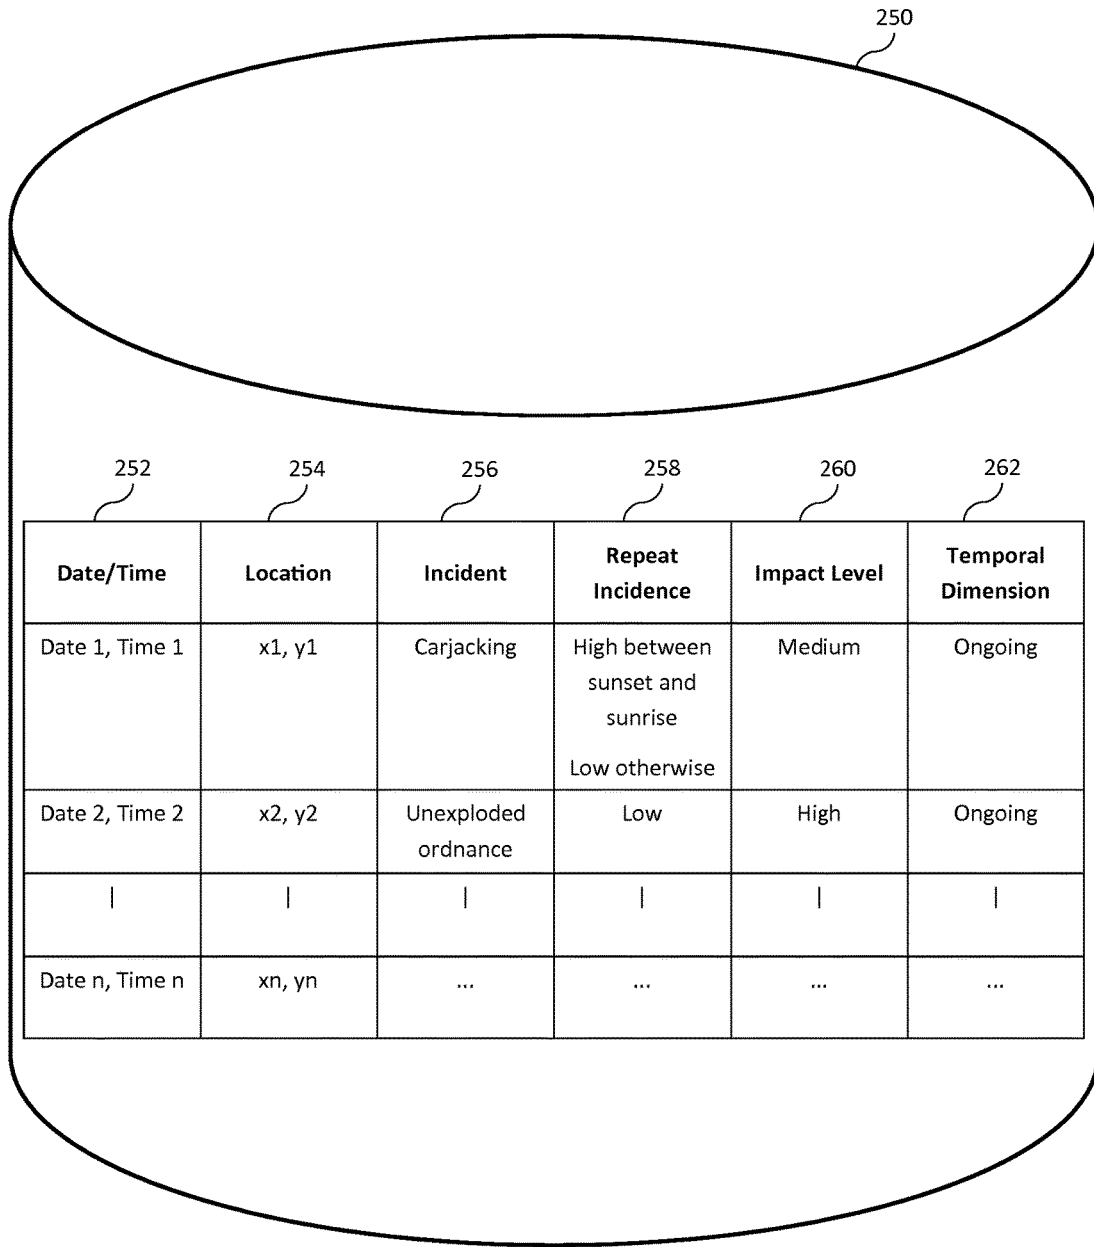 250
252 254 256 258 260 262
Date/Time Location Incident Repeat Incidence Impact Level Temporal Dimension
Date 1, Time 1 x1, y1 Carjacking High between sunset and sunrise Low otherwise Medium Ongoing
Date 2, Time 2 x2, y2 Unexploded ordnance Low High Ongoing
| | | | | |
Date n, Time n xn, yn ... ... ... ...